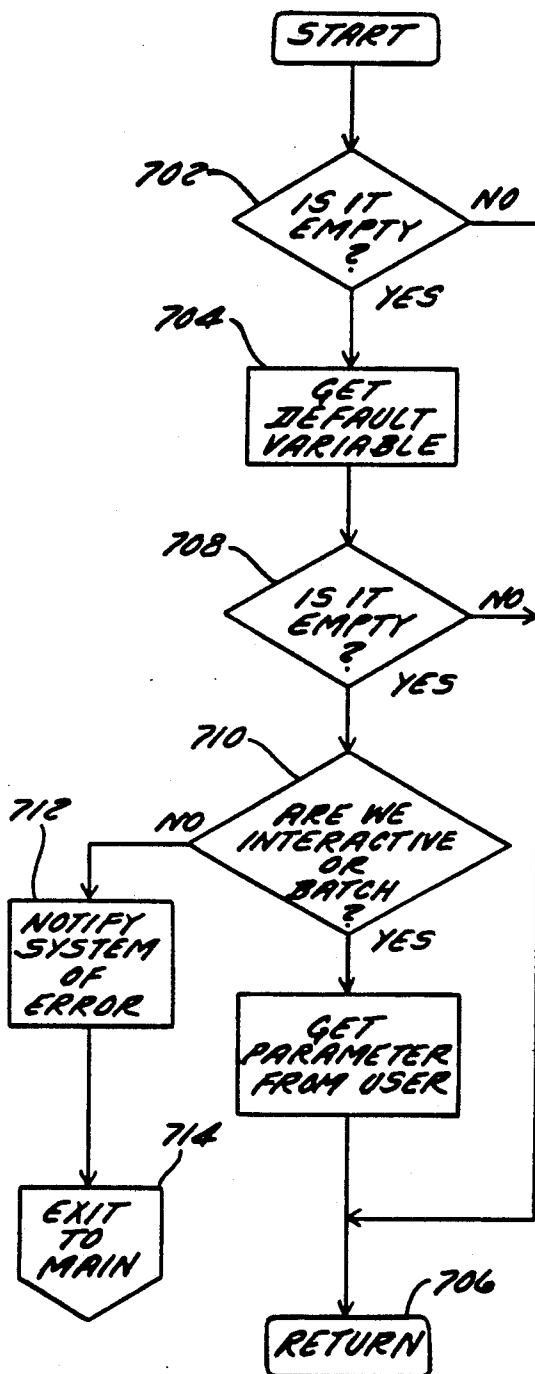 START
702
IS IT
EMPTY
?
NO
YES
704
GET
DEFAULT
VARIABLE
708
IS IT
EMPTY
?
NO
YES
710
ARE WE
INTERACTIVE
OR
BATCH
?
NO
YES
712
NOTIFY
SYSTEM
OF
ERROR
GET
PARAMETER
FROM USER
714
EXIT
TO
MAIN
706
RETURN